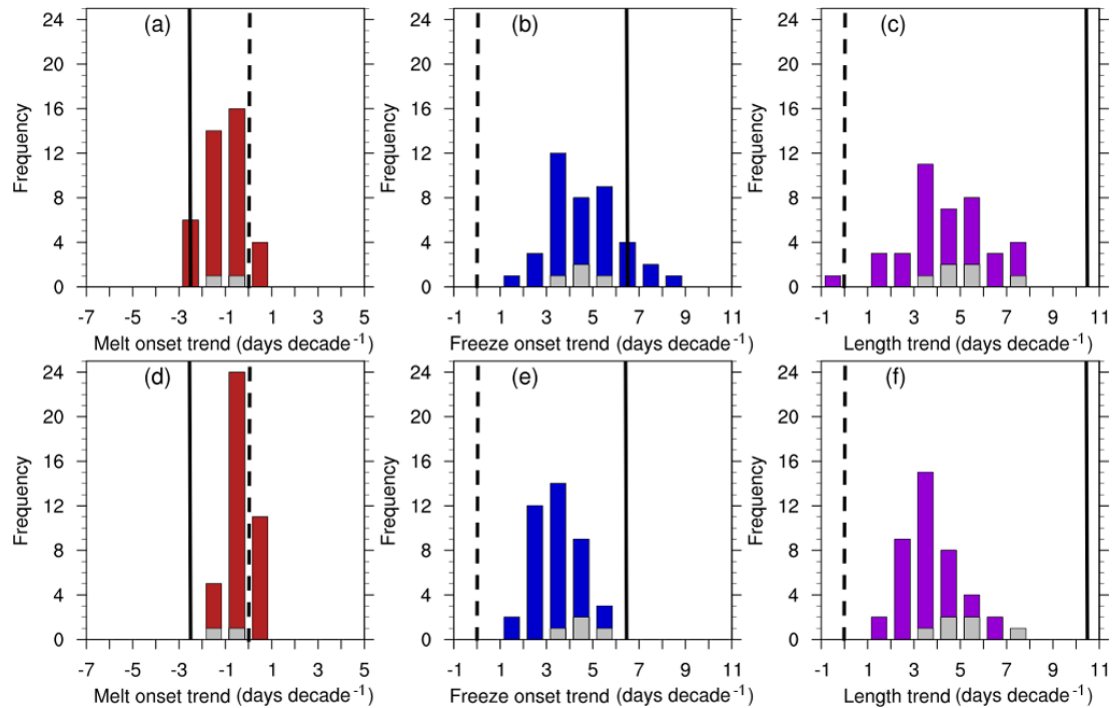 (a)
24
20
16
12
8
4
0
Frequency
-7 -5 -3 -1 1 3 5
Melt onset trend (days decade-1)
(b)
24
20
16
12
8
4
0
Frequency
-1 1 3 5 7 9 11
Freeze onset trend (days decade-1)
(c)
24
20
16
12
8
4
0
Frequency
-1 1 3 5 7 9 11
Length trend (days decade-1)
(d)
24
20
16
12
8
4
0
Frequency
-7 -5 -3 -1 1 3 5
Melt onset trend (days decade-1)
(e)
24
20
16
12
8
4
0
Frequency
-1 1 3 5 7 9 11
Freeze onset trend (days decade-1)
(f)
24
20
16
12
8
4
0
Frequency
-1 1 3 5 7 9 11
Length trend (days decade-1)